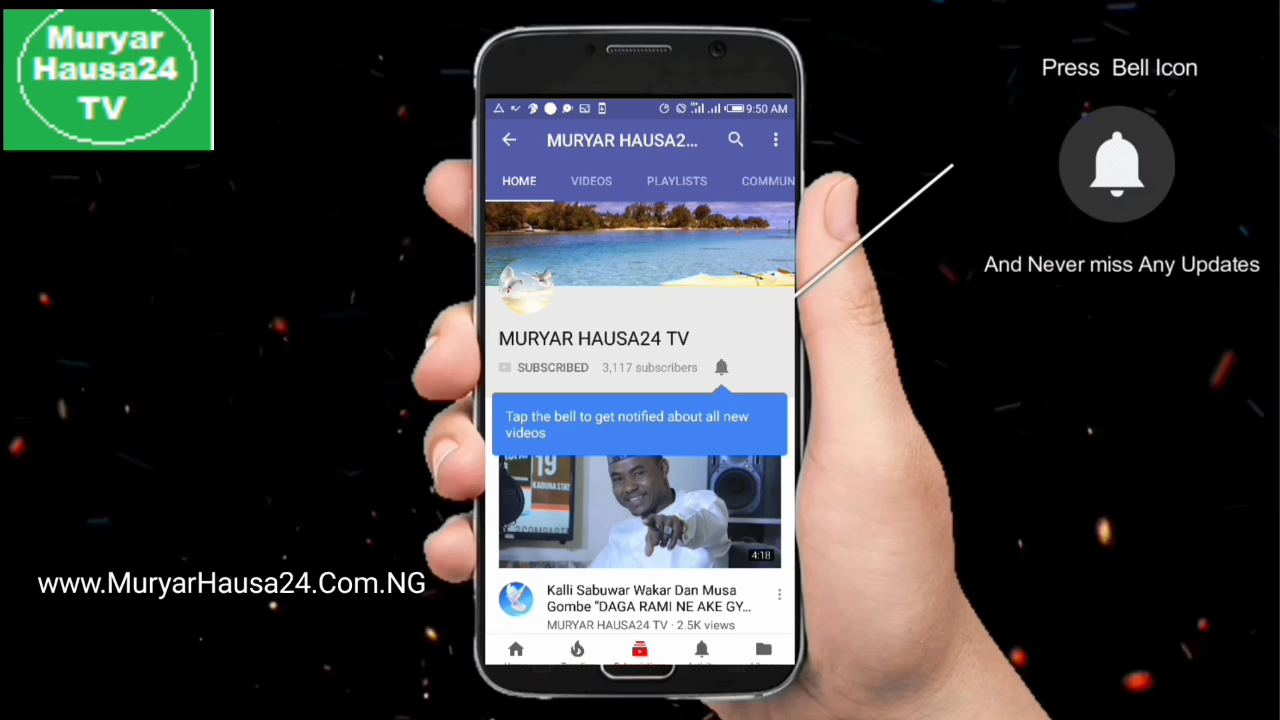 Muryar
Hausa24
TV
Press Bell Icon
And Never miss Any Updates
9:50 AM
MURYAR HAUSA2...
HOME VIDEOS PLAYLISTS COMMUN
MURYAR HAUSA24 TV
SUBSCRIBED 3,117 subscribers
Tap the bell to get notified about all new
videos
19
KADUNA STAT
4:18
www.MuryarHausa24.Com.NG
Kalli Sabuwar Wakar Dan Musa
Gombe "DAGA RAMI NE AKE GY...
MURYAR HAUSA24 TV · 2.5K views